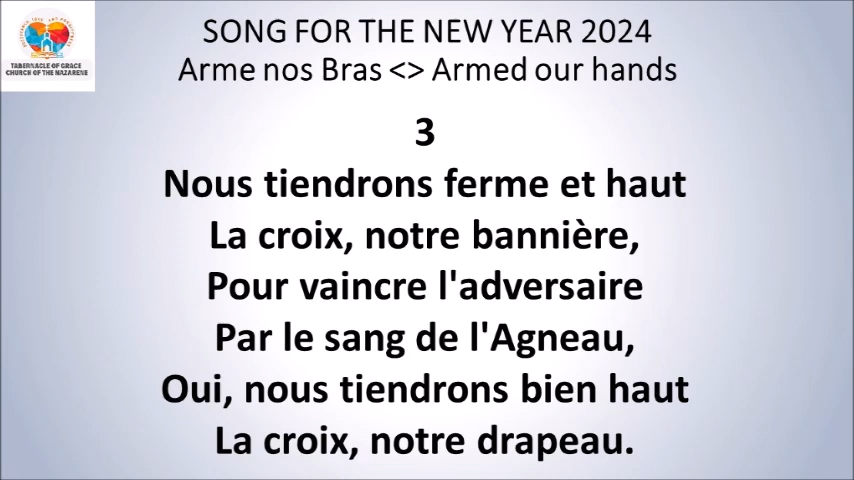 TABERNACLE OF GRACE
CHURCH OF THE NAZARENE
SONG FOR THE NEW YEAR 2024
Arme nos Bras <> Armed our hands
3
Nous tiendrons ferme et haut
La croix, notre bannière,
Pour vaincre l'adversaire
Par le sang de l'Agneau,
Oui, nous tiendrons bien haut
La croix, notre drapeau.